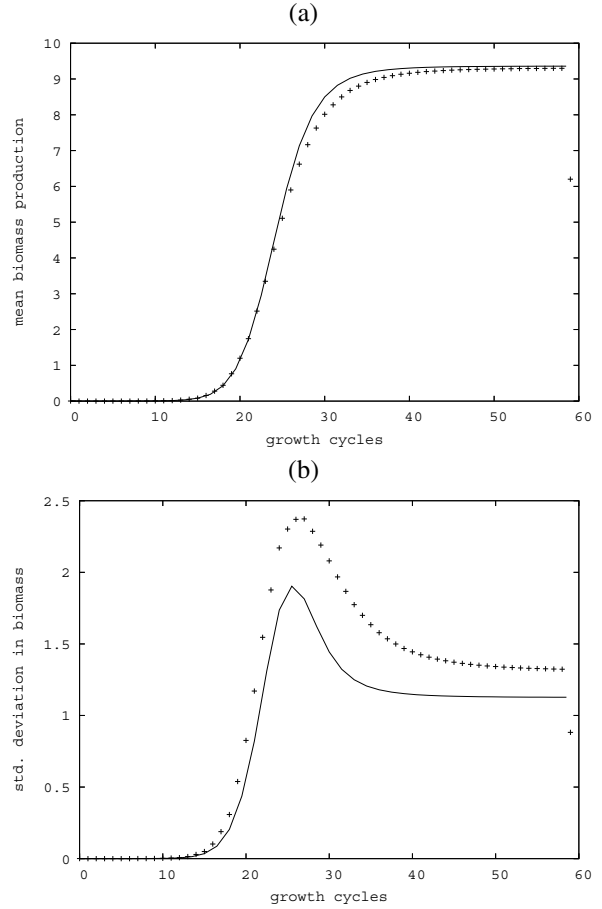 (a)
10
9
8
7
6
5
4
3
2
1
0
mean biomass production
0 10 20 30 40 50 60
growth cycles
(b)
2.5
2
1.5
1
0.5
0
std. deviation in biomass
0 10 20 30 40 50 60
growth cycles